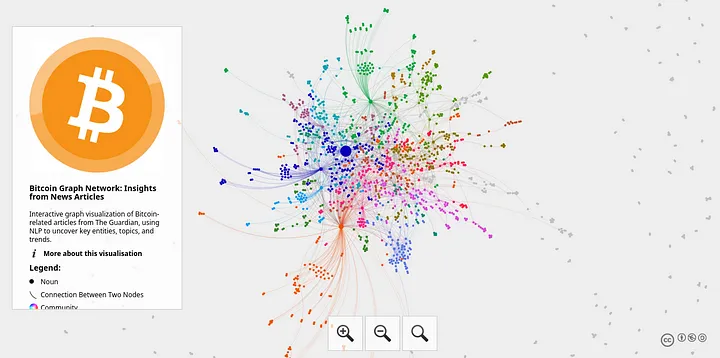 Bitcoin Graph Network: Insights
from News Articles
Interactive graph visualization of Bitcoin-
related articles from The Guardian, using
NLP to uncover key entities, topics, and
trends.
i More about this visualisation
Legend:
Noun
Connection Between Two Nodes
Community
cc